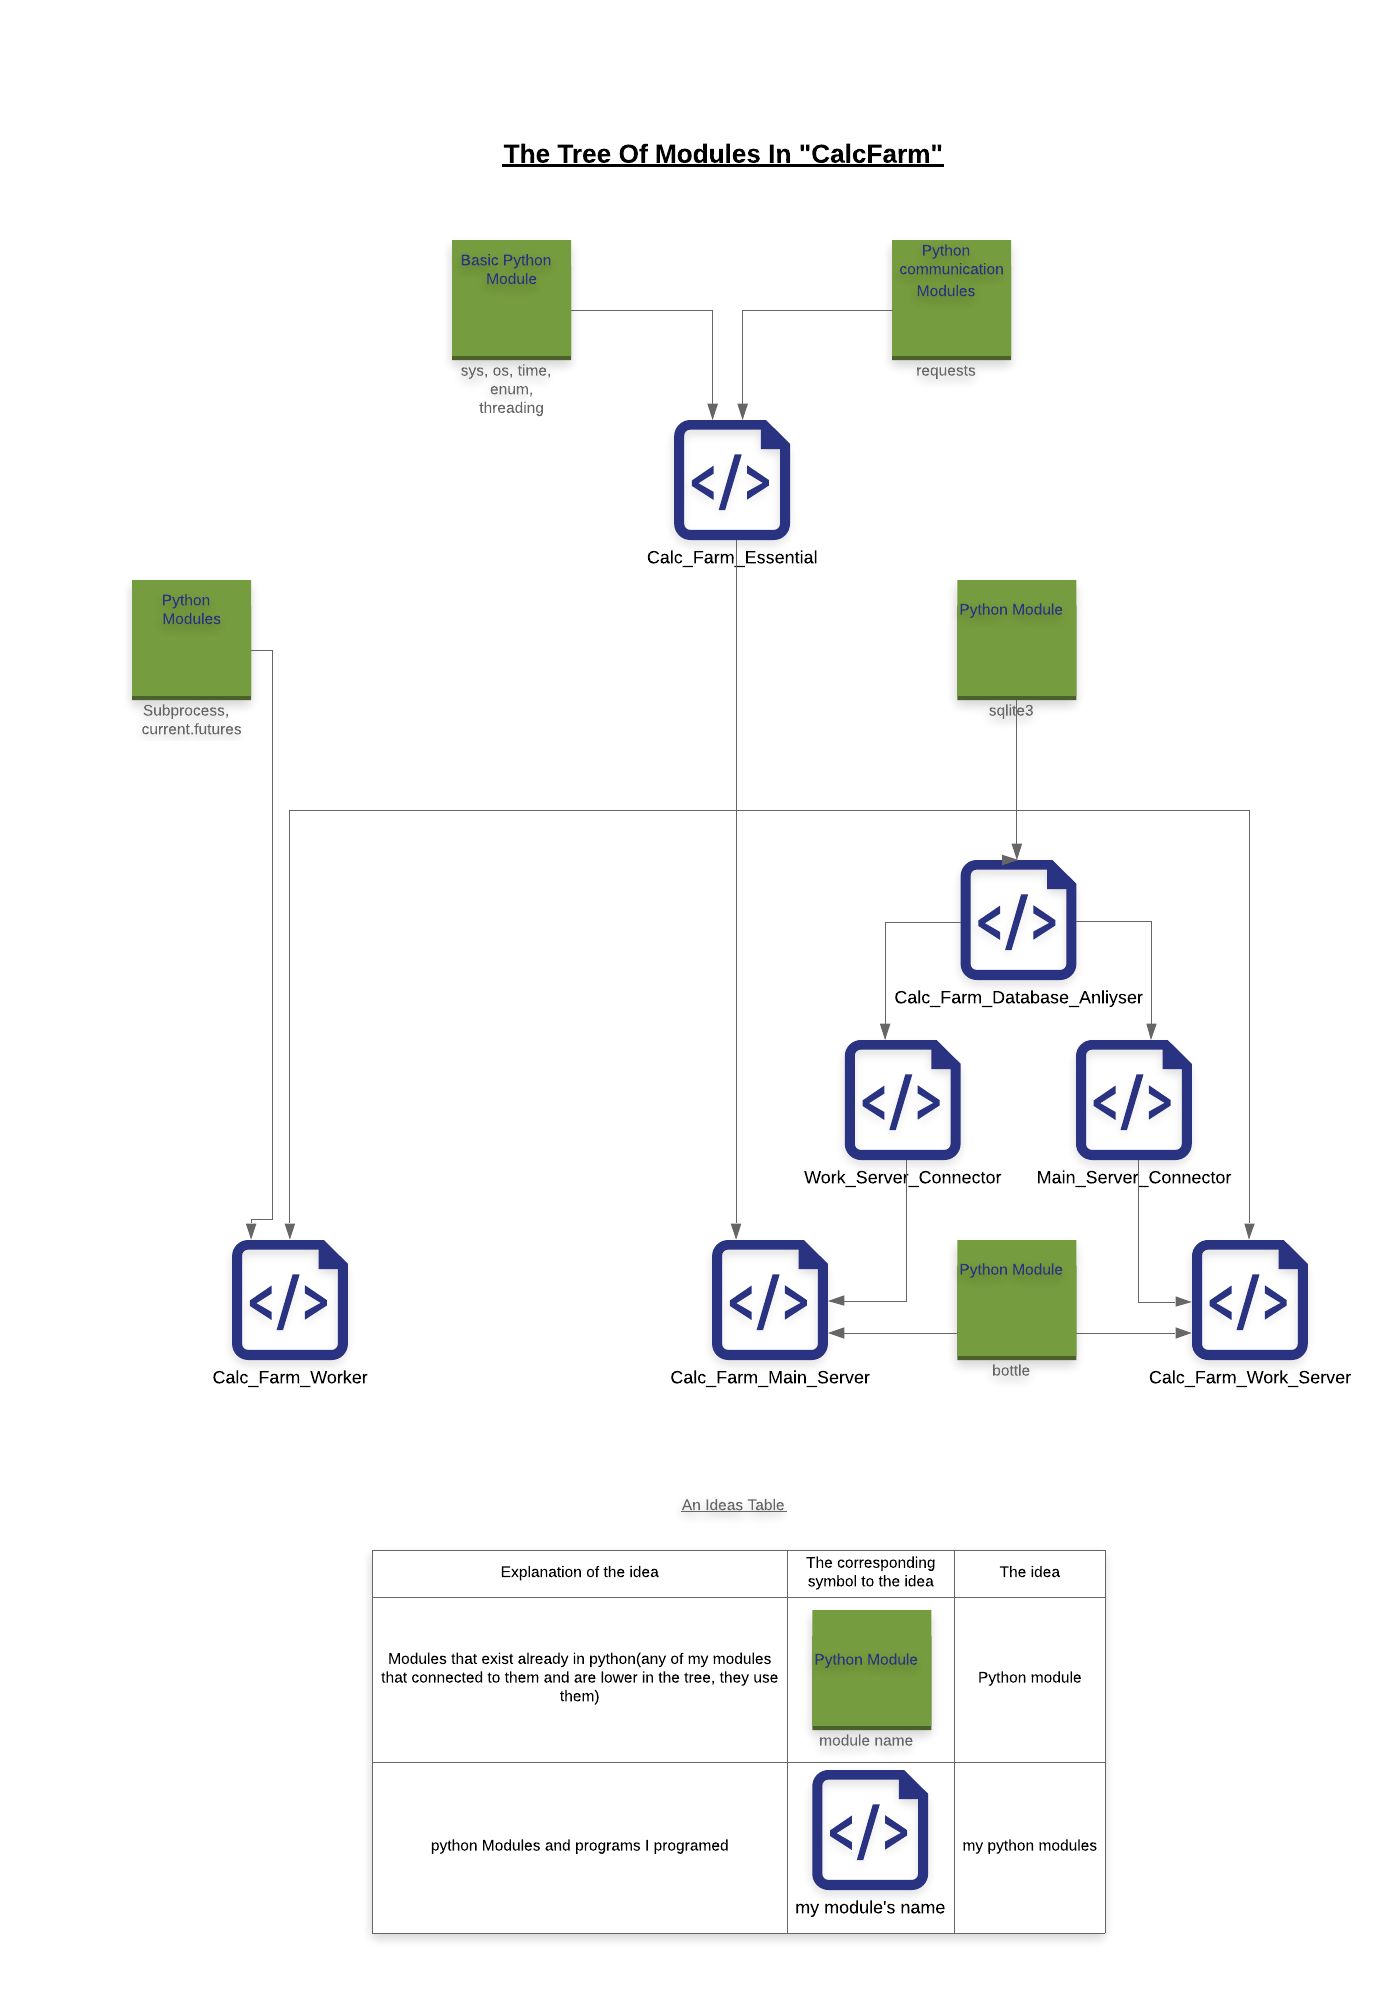 The Tree Of Modules In "CalcFarm"
Basic Python
Module
sys, os, time,
enum,
threading
Python
communication
Modules
requests
</>
Calc_Farm_Essential
Python
Modules
Subprocess,
current.futures
Python Module
sqlite3
</>
Calc_Farm_Database_Anliyser
</>
Work_Server_Connector
</>
Main_Server_Connector
</>
Calc_Farm_Worker
</>
Calc_Farm_Main_Server
Python Module
bottle
</>
Calc_Farm_Work_Server
An Ideas Table
Explanation of the idea
The corresponding
symbol to the idea
The idea
Modules that exist already in python(any of my modules
that connected to them and are lower in the tree, they use
them)
Python Module
module name
Python module
python Modules and programs I programed
</>
my module's name
my python modules